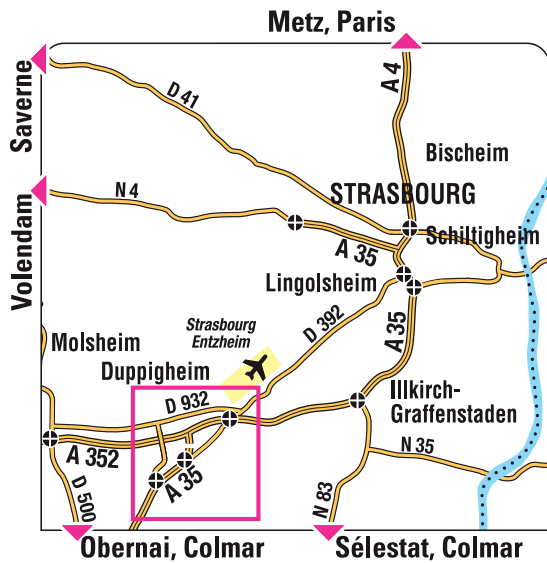 Metz, Paris
Saverne
D 41
A 4
Bischeim
N 4
STRASBOURG
Volendam
A 35
Schiltigheim
Lingolsheim
Strasbourg
Entzheim
D 392
A 35
Molsheim
Duppigheim
D 932
Illkirch-
Graffenstaden
A 352
A 35
N 35
D 500
N 83
Obernai, Colmar
Sélestat, Colmar